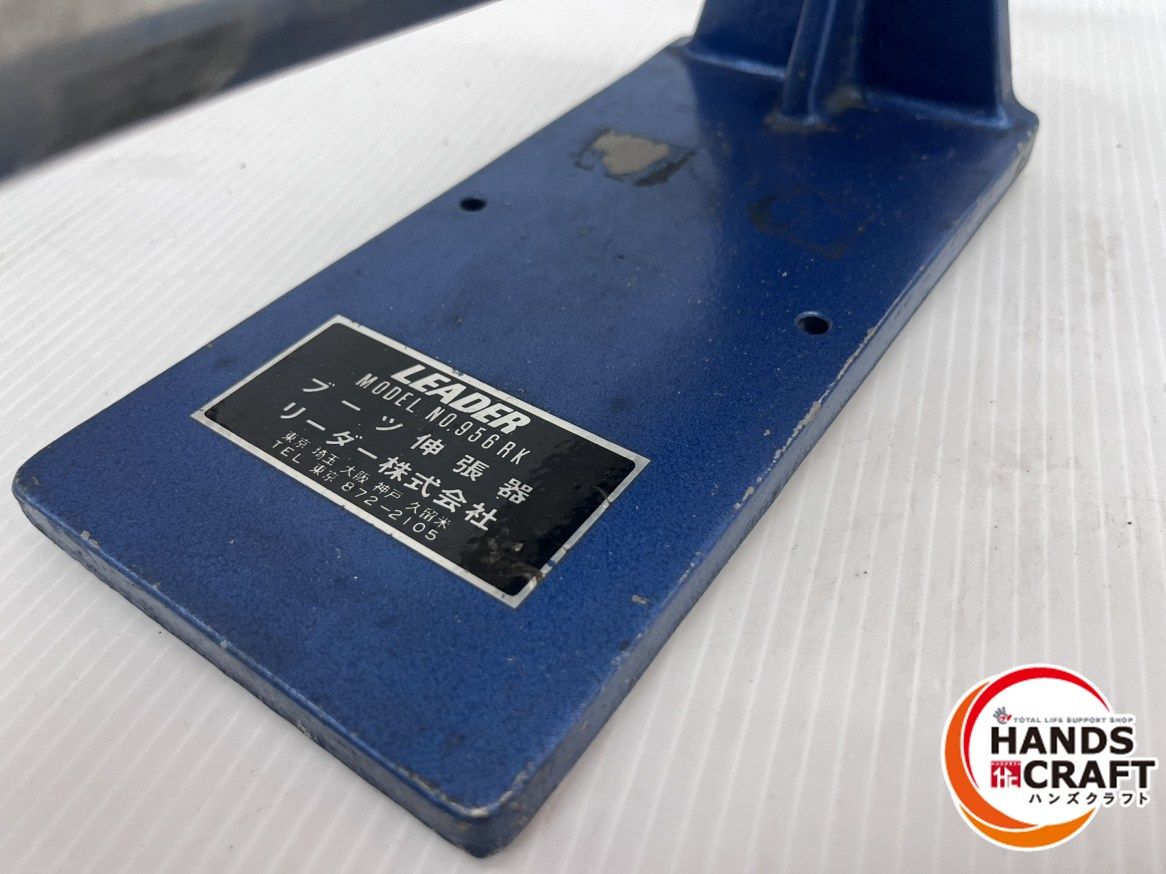 LEADER
MODEL NO.956RK
ブーツ伸張器
リーダー株式会社
東京 埼玉 大阪 神戸 久留米
TEL 東京 872-2105
TOTAL LIFE SUPPORT SHOP
HANDS
CRAFT
ハンズクラフト